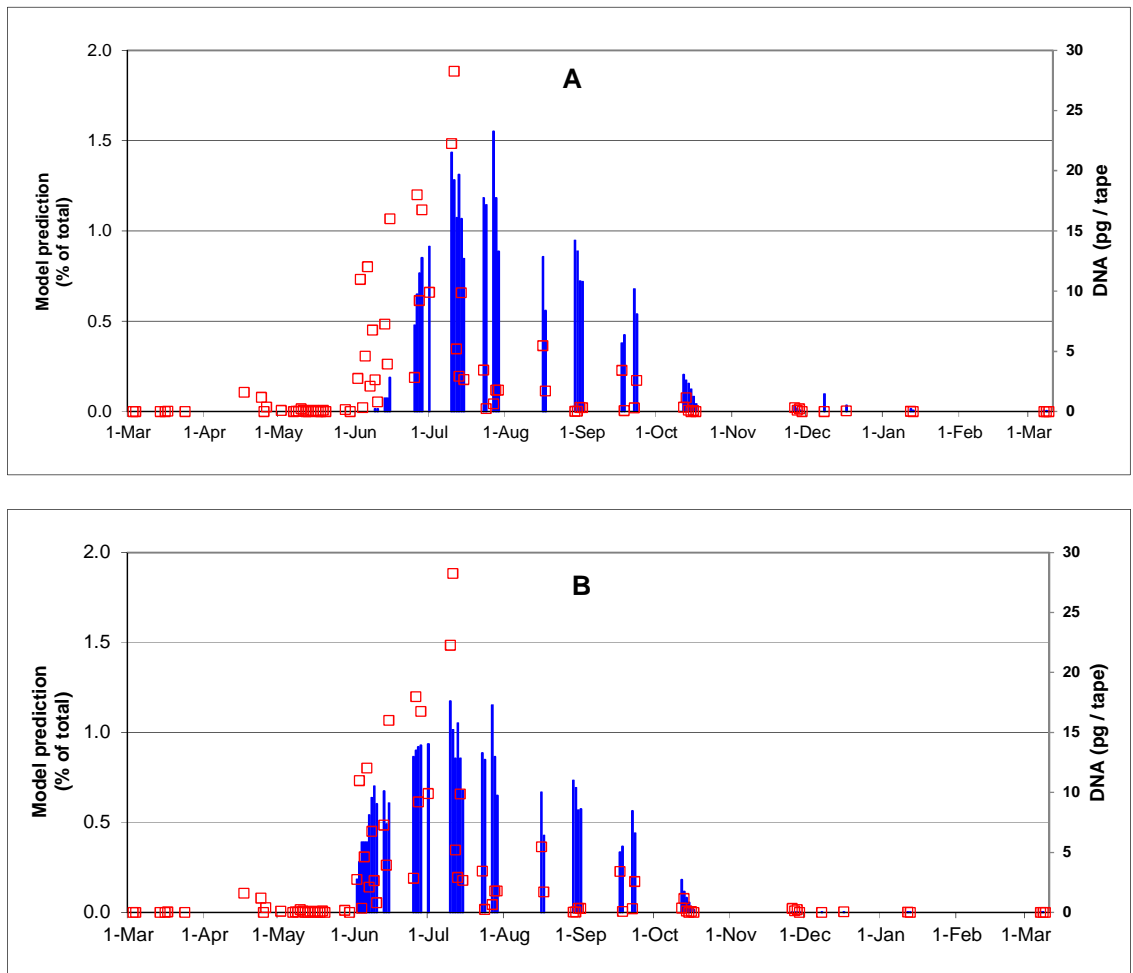 A
2.0
1.5
1.0
0.5
0.0
30
25
20
15
10
5
0
Model prediction
(% of total)
DNA (pg / tape
1-Mar 1-Apr 1-May 1-Jun 1-Jul 1-Aug 1-Sep 1-Oct 1-Nov 1-Dec 1-Jan 1-Feb 1-Mar
B
2.0
1.5
1.0
0.5
0.0
30
25
20
15
10
5
0
Model prediction
(% of total)
DNA (pg / tape)
1-Mar 1-Apr 1-May 1-Jun 1-Jul 1-Aug 1-Sep 1-Oct 1-Nov 1-Dec 1-Jan 1-Feb 1-Mar